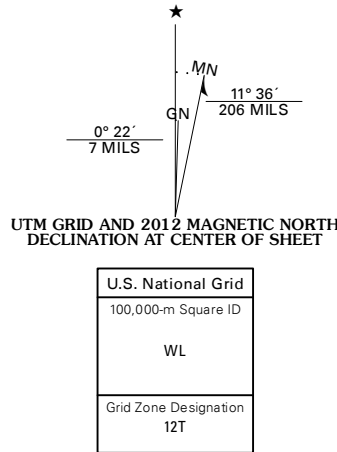 MN
GN
11° 36´
206 MILS
0° 22´
7 MILS
UTM GRID AND 2012 MAGNETIC NORTH
DECLINATION AT CENTER OF SHEET
U.S. National Grid
100,000-m Square ID
WL
Grid Zone Designation
12T